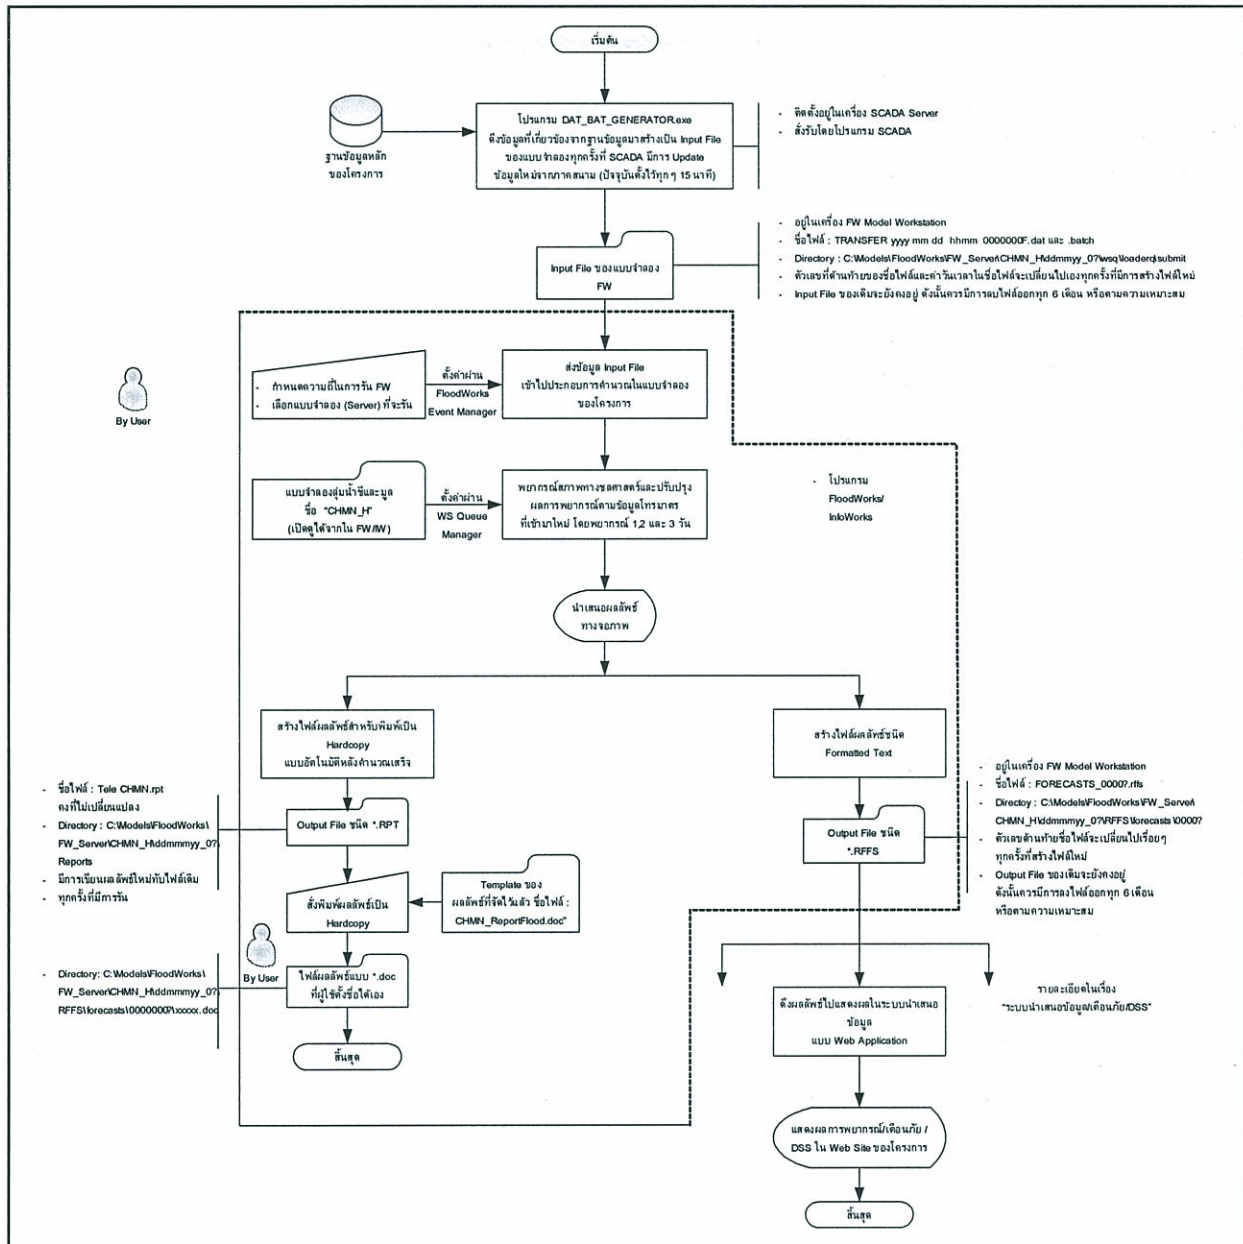 เริ่มต้น
ฐานข้อมูลหลัก
ของโครงการ
โปรแกรม DAT_BAT_GENERATOR.exe
ดึงข้อมูลที่เกี่ยวข้องจากฐานข้อมูลมาสร้างเป็น Input File
ของแบบจำลองทุกครั้งที่ SCADA มีการ Update
ข้อมูลใหม่จากภาคสนาม (ปัจจุบันตั้งไว้ทุกๆ 15 นาที)
- ติดตั้งอยู่ในเครื่อง SCADA Server
- สั่งรันโดยโปรแกรม SCADA
Input File ของแบบจำลอง
FW
- อยู่ในเครื่อง FW Model Workstation
- ชื่อไฟล์ : TRANSFER yyyy mm dd hhmm 0000000F.dat และ .batch
- Directory : C:\Models\FloodWorks\FW_Server\CHMN_H\ddmmyy_0?\wsq\loaderq\submit
- ตัวเลขที่ด้านท้ายของชื่อไฟล์และค่าวันเวลาในชื่อไฟล์จะเปลี่ยนไปเองทุกครั้งที่มีการสร้างไฟล์ใหม่
- Input File ของเดิมจะยังคงอยู่ ดังนั้นควรมีการลบไฟล์ออกทุก 6 เดือน หรือตามความเหมาะสม
By User
- กำหนดความถี่ในการรัน FW
- เลือกแบบจำลอง (Server) ที่จะรัน
ตั้งค่าผ่าน
FloodWorks
Event Manager
ส่งข้อมูล Input File
เข้าไปประกอบการคำนวณในแบบจำลอง
ของโครงการ
แบบจำลองลุ่มน้ำชีและมูล
ชื่อ "CHMN_H"
(เปิดดูได้จากใน FW/IW)
ตั้งค่าผ่าน
WS Queue
Manager
พยากรณ์สภาพทางชลศาสตร์และปรับปรุง
ผลการพยากรณ์ตามข้อมูลโทรมาตร
ที่เข้ามาใหม่ โดยพยากรณ์ 1,2 และ 3 วัน
- โปรแกรม
FloodWorks/
InfoWorks
นำเสนอผลลัพธ์
ทางจอภาพ
สร้างไฟล์ผลลัพธ์สำหรับพิมพ์เป็น
Hardcopy
แบบอัตโนมัติหลังคำนวณเสร็จ
สร้างไฟล์ผลลัพธ์ชนิด
Formatted Text
- ชื่อไฟล์ : Tele CHMN.rpt
คงที่ไม่เปลี่ยนแปลง
- Directory : C:\Models\FloodWorks\
FW_Server\CHMN_H\ddmmmyy_0?\
Reports
- มีการเขียนผลลัพธ์ใหม่ทับไฟล์เดิม
- ทุกครั้งที่มีการรัน
Output File ชนิด *.RPT
Output File ชนิด
*.RFFS
- อยู่ในเครื่อง FW Model Workstation
- ชื่อไฟล์ : FORECASTS_0000?.rffs
- Directory : C:\Models\FloodWorks\FW_Server\
CHMN_H\ddmmmyy_0?\RFFS\forecasts\0000?
- ตัวเลขด้านท้ายชื่อไฟล์จะเปลี่ยนไปเรื่อยๆ
ทุกครั้งที่สร้างไฟล์ใหม่
- Output File ของเดิมจะยังคงอยู่
ดังนั้นควรมีการลงไฟล์ออกทุก 6 เดือน
หรือตามความเหมาะสม
สั่งพิมพ์ผลลัพธ์เป็น
Hardcopy
Template ของ
ผลลัพธ์ที่จัดไว้แล้ว ชื่อไฟล์ :
CHMN_ReportFlood.doc"
By User
- Directory: C:\Models\FloodWorks\
FW_Server\CHMN_H\ddmmmyy_0?\
RFFS\forecasts\0000000?\xxxxx.doc
ไฟล์ผลลัพธ์แบบ *.doc
ที่ผู้ใช้ตั้งชื่อได้เอง
สิ้นสุด
ดึงผลลัพธ์ไปแสดงผลในระบบนำเสนอ
ข้อมูล
แบบ Web Application
รายละเอียดในเรื่อง
"ระบบนำเสนอข้อมูล/เตือนภัย/DSS"
แสดงผลการพยากรณ์/เตือนภัย /
DSS ใน Web Site ของโครงการ
สิ้นสุด